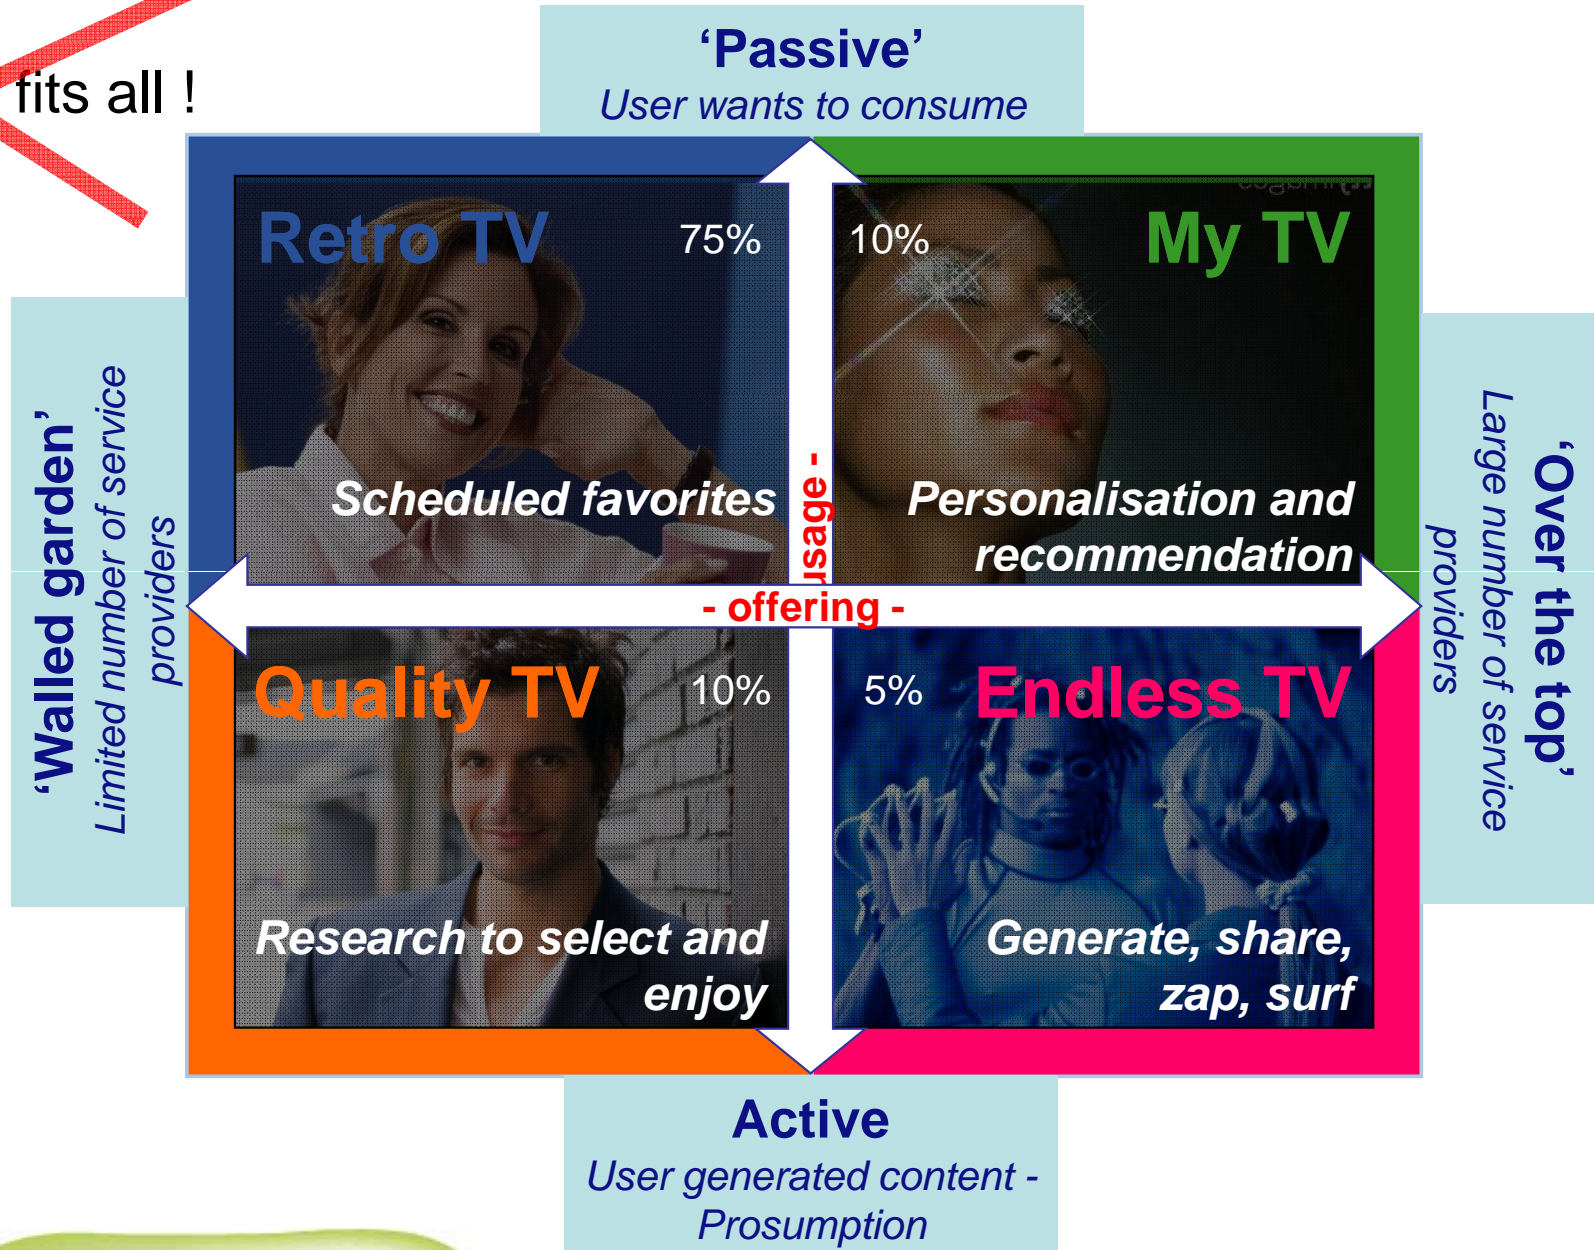 ‘Passive’
User wants to consume
fits all !
Retro TV
75%
10%
My TV
Scheduled favorites
Personalisation and
recommendation
‘Walled garden’
Limited number of service
providers
‘Over the top’
Large number of service
providers
usage -
- offering -
Quality TV
10%
5%
Endless TV
Research to select and
enjoy
Generate, share,
zap, surf
Active
User generated content -
Prosumption